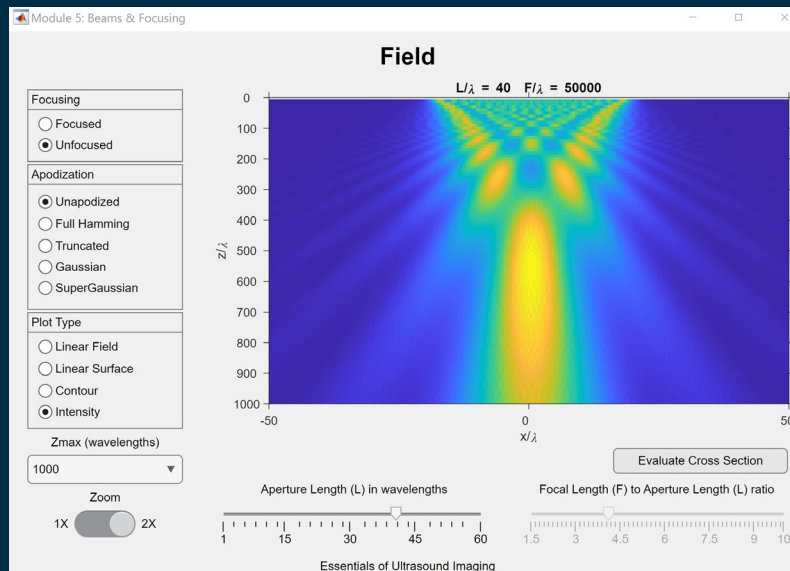 Module 5: Beams & Focusing
Field
L/λ = 40 F/λ = 50000
Focusing
Focused
Unfocused
Apodization
Unapodized
Full Hamming
Truncated
Gaussian
SuperGaussian
Plot Type
Linear Field
Linear Surface
Contour
Intensity
Zmax (wavelengths)
1000
Zoom
1X 2X
z/λ
0
100
200
300
400
500
600
700
800
900
1000
-50 0 50
x/λ
Evaluate Cross Section
Aperture Length (L) in wavelengths
1 15 30 45 60
Focal Length (F) to Aperture Length (L) ratio
1.5 3 4.5 6 7.5 9 10
Essentials of Ultrasound Imaging